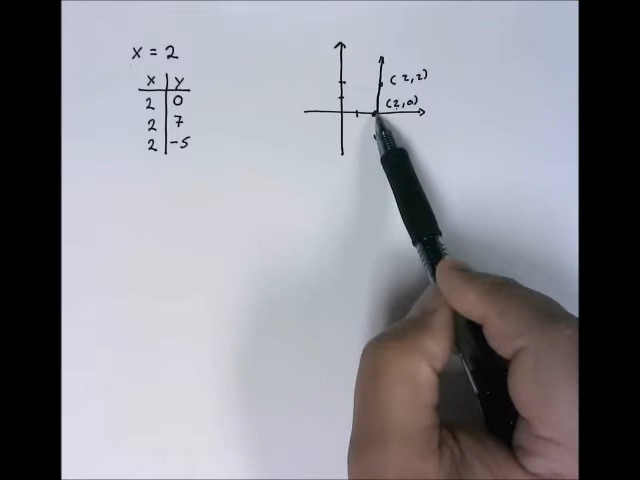 x = 2
x y
2 0
2 7
2 -5
(2,2)
(2,0)